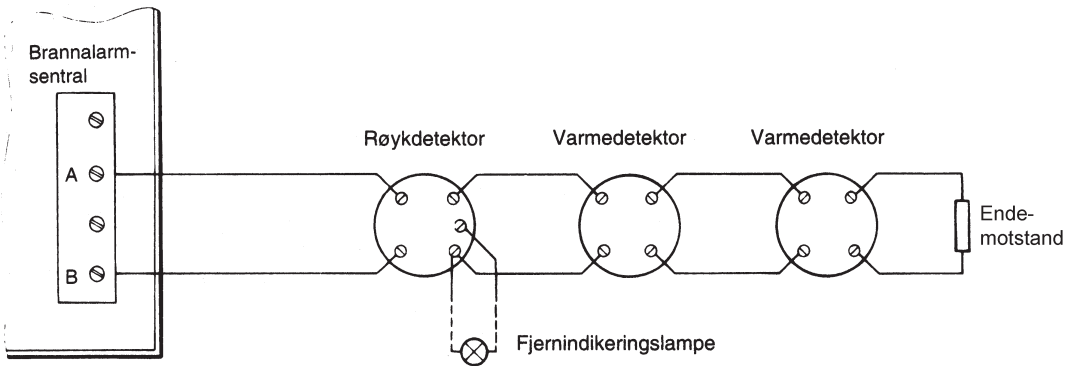 Brannalarm-
sentral
A
B
Røykdetektor
Varmedetektor
Varmedetektor
Ende-
motstand
Fjernindikeringslampe